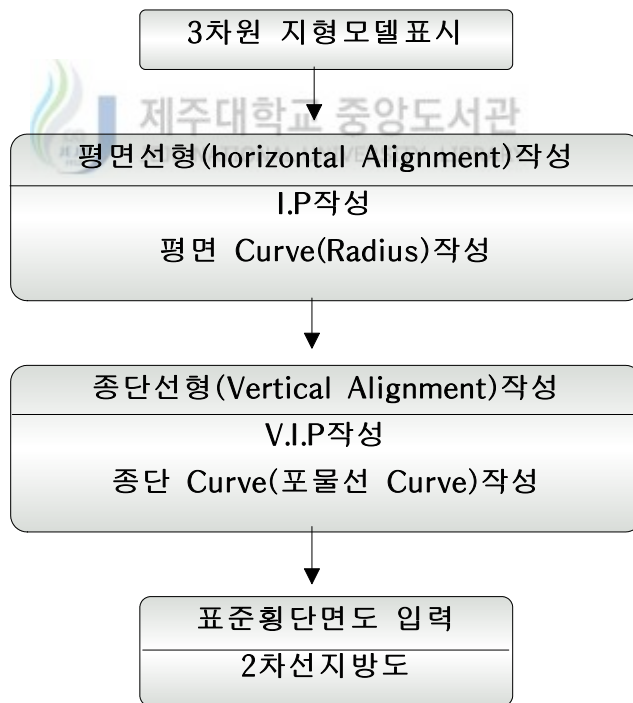 3차원 지형모델표시
제주대학교 중앙도서관
평면선형(horizontal Alignment)작성
I.P작성
평면 Curve(Radius)작성
종단선형(Vertical Alignment)작성
V.I.P작성
종단 Curve(포물선 Curve)작성
표준횡단면도 입력
2차선지방도